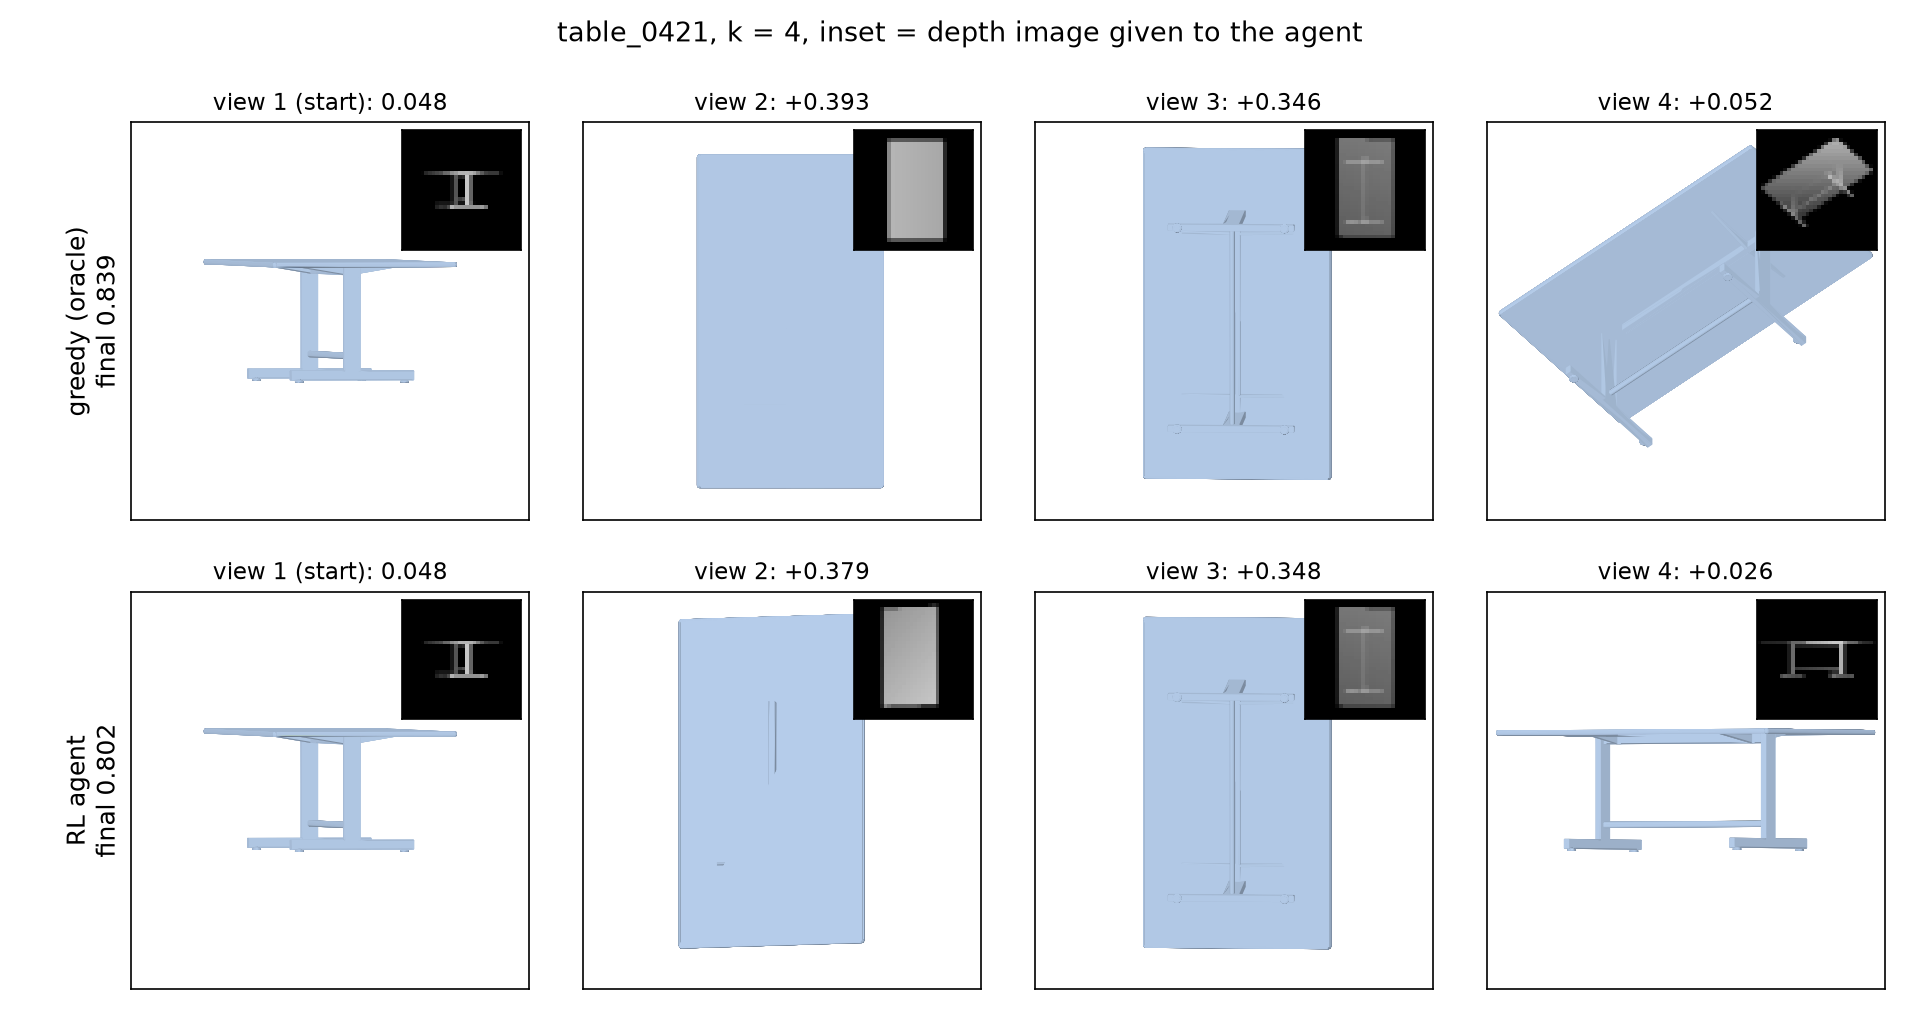 table_0421, k = 4, inset = depth image given to the agent
view 1 (start): 0.048
view 2: +0.393
view 3: +0.346
view 4: +0.052
greedy (oracle)
final 0.839
view 1 (start): 0.048
view 2: +0.379
view 3: +0.348
view 4: +0.026
RL agent
final 0.802